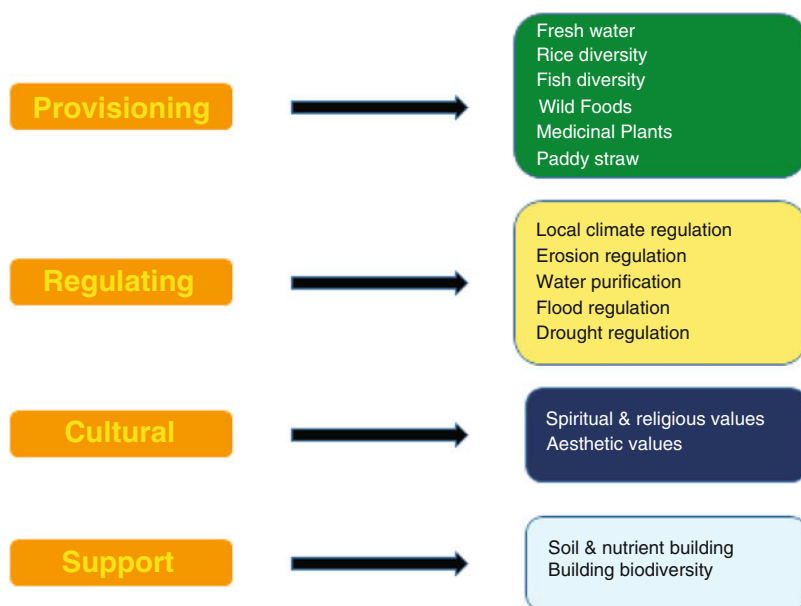 Provisioning
Fresh water
Rice diversity
Fish diversity
Wild Foods
Medicinal Plants
Paddy straw
Regulating
Local climate regulation
Erosion regulation
Water purification
Flood regulation
Drought regulation
Cultural
Spiritual & religious values
Aesthetic values
Support
Soil & nutrient building
Building biodiversity